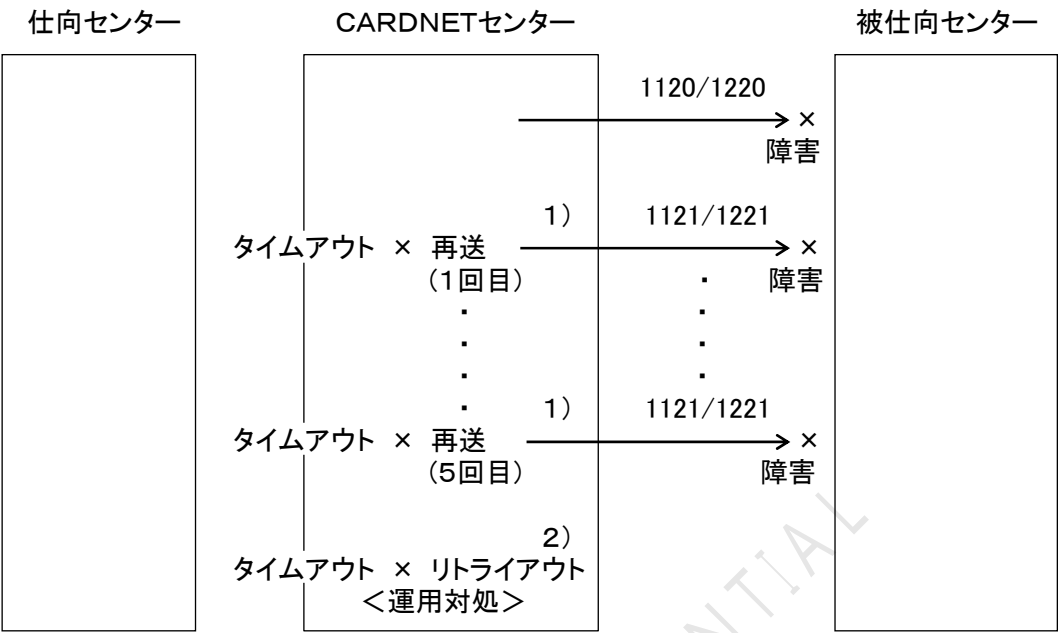 仕向センター CARDNETセンター 被仕向センター
1120/1220
×
障害
1) 1121/1221
タイムアウト × 再送 ×
(1回目) ・ 障害
・ ・
・ ・
・ ・
・ 1) 1121/1221
タイムアウト × 再送 ×
(5回目) 障害
2)
タイムアウト × リトライアウト
＜運用対処＞
NTIAL